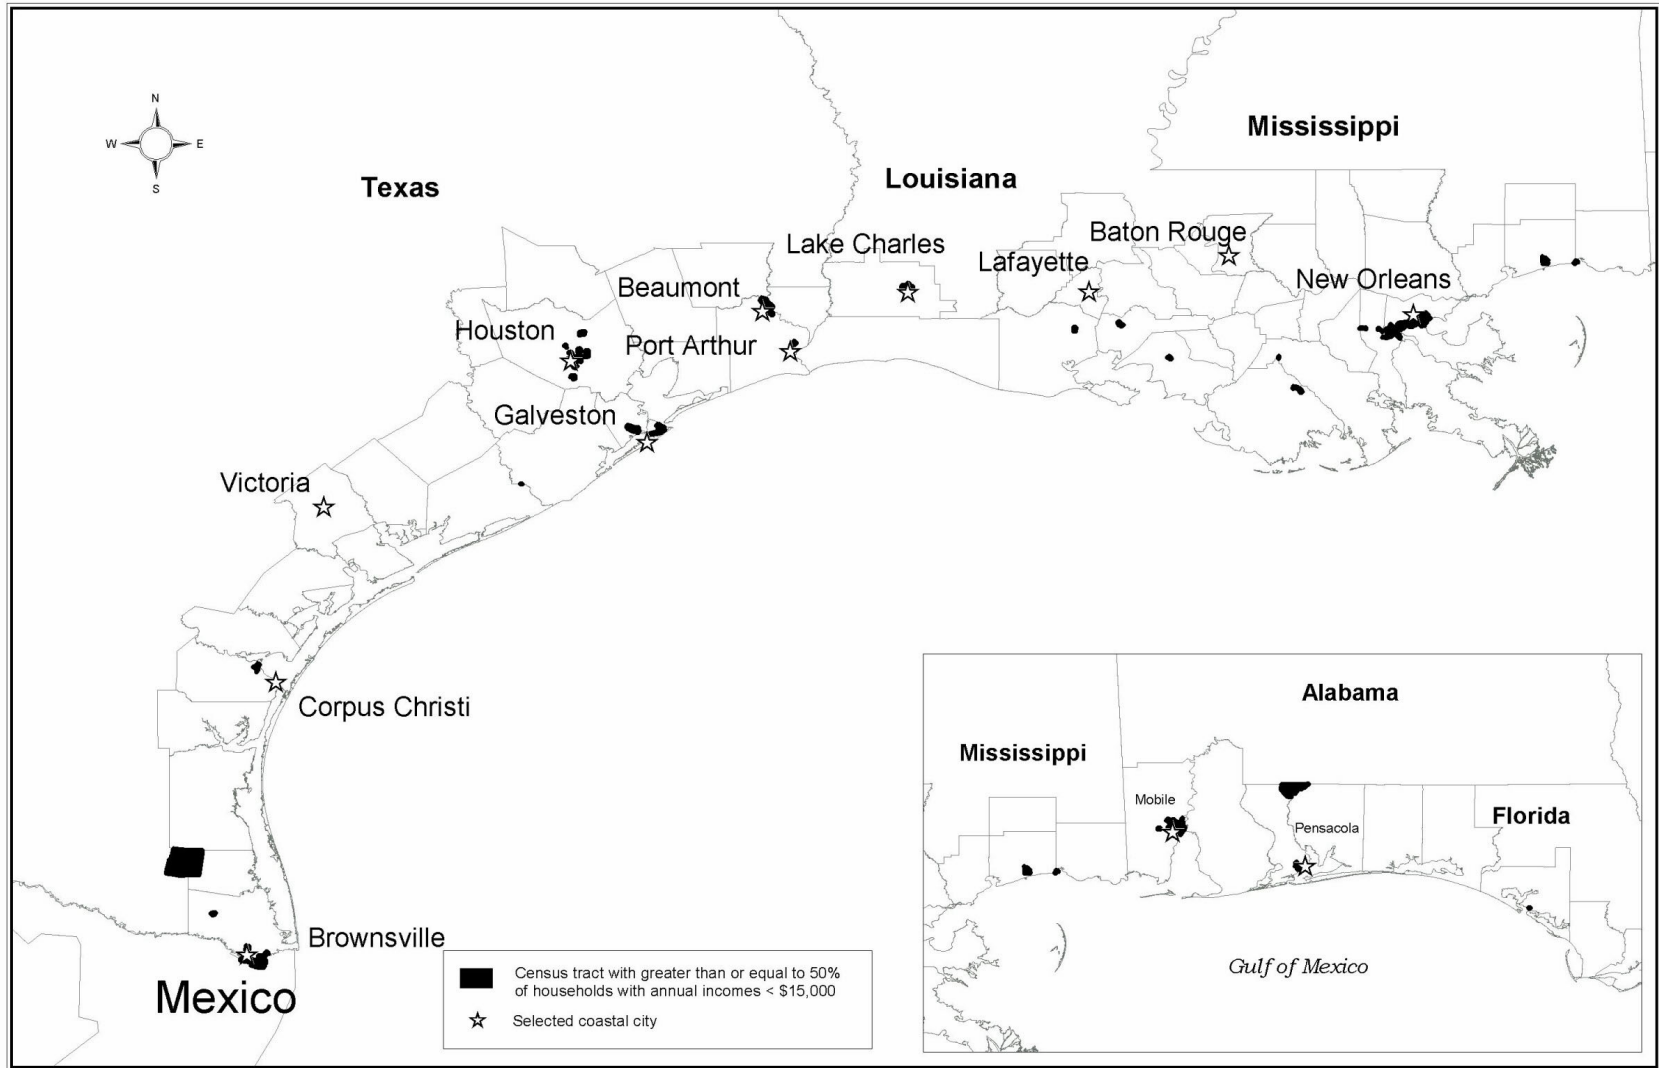 N
W
E
S
Mississippi
Louisiana
Texas
Baton Rouge
Lake Charles
Lafayette
New Orleans
Beaumont
Houston
Port Arthur
Galveston
Victoria
Corpus Christi
Brownsville
Mexico
Census tract with greater than or equal to 50%
of households with annual incomes < $15,000
Selected coastal city
Alabama
Mississippi
Mobile
Florida
Pensacola
Gulf of Mexico